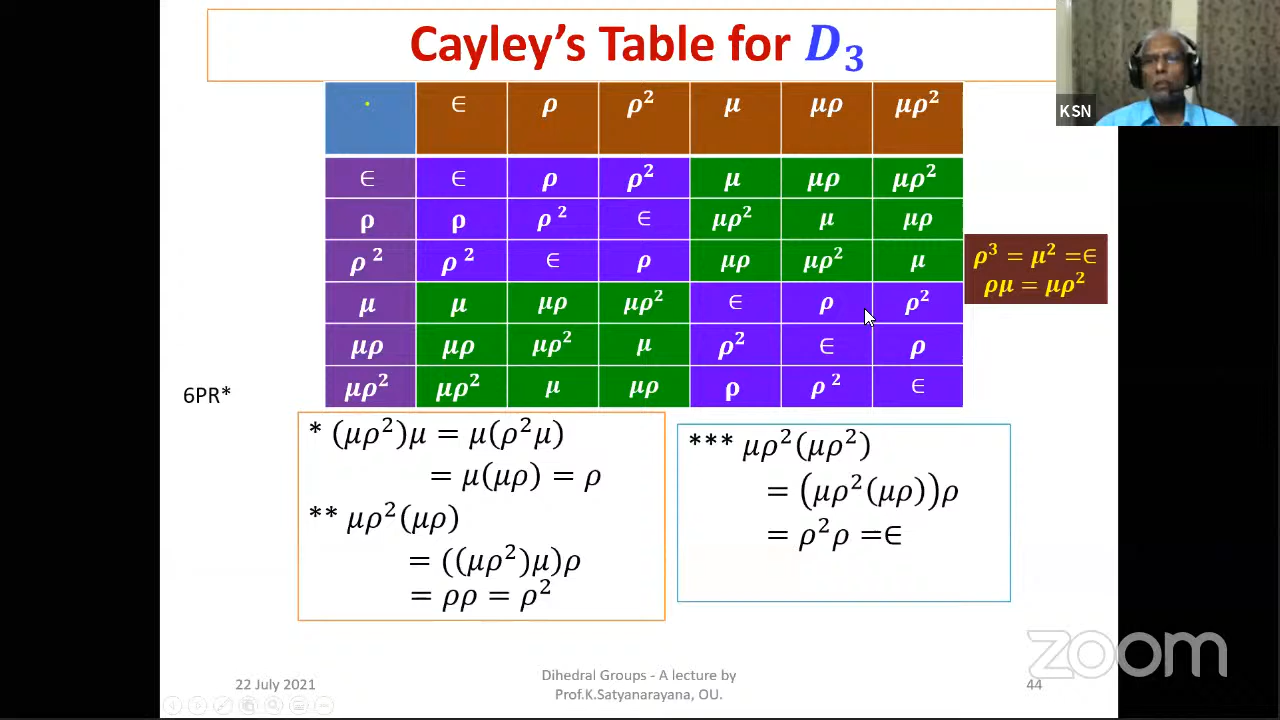 Cayley’s Table for 𝑫₃
KSN
· ∈ ρ ρ² μ μρ μρ²
∈ ∈ ρ ρ² μ μρ μρ²
ρ ρ ρ² ∈ μρ² μ μρ
ρ² ρ² ∈ ρ μρ μρ² μ
μ μ μρ μρ² ∈ ρ ρ²
μρ μρ μρ² μ ρ² ∈ ρ
μρ² μρ² μ μρ ρ ρ² ∈
ρ³ = μ² =∈
ρμ = μρ²
6PR*
* (μρ²)μ = μ(ρ²μ)
= μ(μρ) = ρ
** μρ²(μρ)
= ((μρ²)μ)ρ
= ρρ = ρ²
*** μρ²(μρ²)
= (μρ²(μρ))ρ
= ρ²ρ =∈
zoom
22 July 2021
Dihedral Groups - A lecture by
Prof.K.Satyanarayana, OU.
44